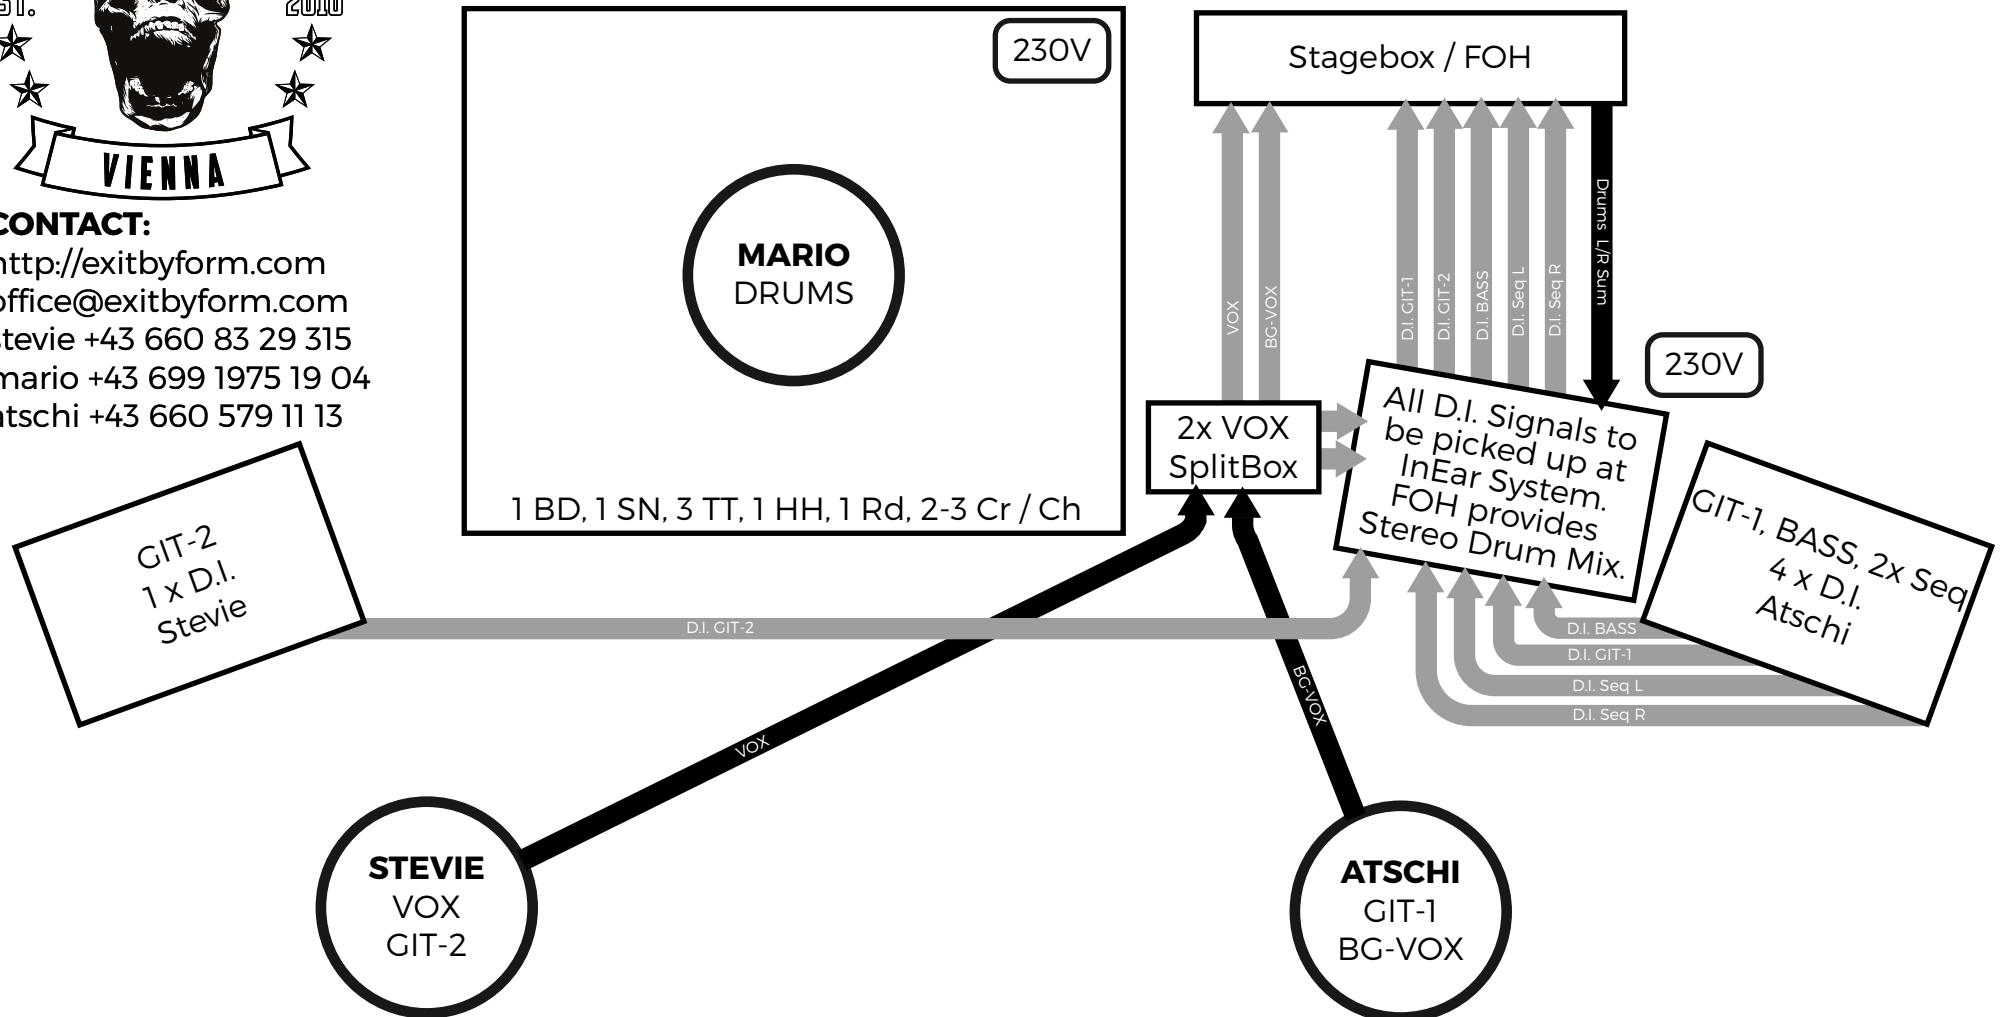 EST.
2010
VIENNA
CONTACT:
http://exitbyform.com
office@exitbyform.com
stevie +43 660 83 29 315
mario +43 699 1975 19 04
atschi +43 660 579 11 13
230V
MARIO
DRUMS
1 BD, 1 SN, 3 TT, 1 HH, 1 Rd, 2-3 Cr / Ch
Stagebox / FOH
VOX
BG-VOX
D.I. GIT-1
D.I. GIT-2
D.I. BASS
D.I. Seq L
D.I. Seq R
Drums L/R Sum
230V
2x VOX
SplitBox
All D.I. Signals to
be picked up at
InEar System.
FOH provides
Stereo Drum Mix.
GIT-1, BASS, 2x Seq
4 x D.I.
Atschi
GIT-2
1 x D.I.
Stevie
D.I. GIT-2
D.I. BASS
D.I. GIT-1
D.I. Seq L
D.I. Seq R
VOX
BG-VOX
STEVIE
VOX
GIT-2
ATSCHI
GIT-1
BG-VOX